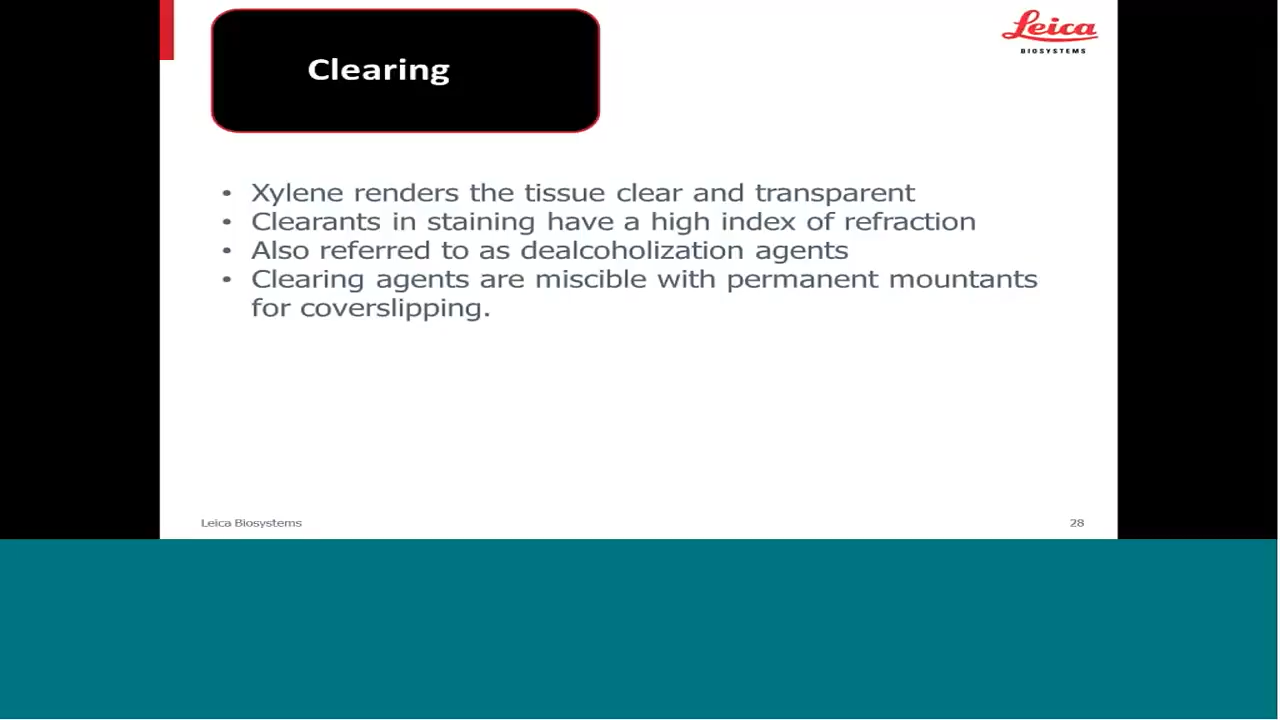 Clearing
Leica
BIOSYSTEMS
• Xylene renders the tissue clear and transparent
• Clearants in staining have a high index of refraction
• Also referred to as dealcoholization agents
• Clearing agents are miscible with permanent mountants
for coverslipping.
Leica Biosystems
28